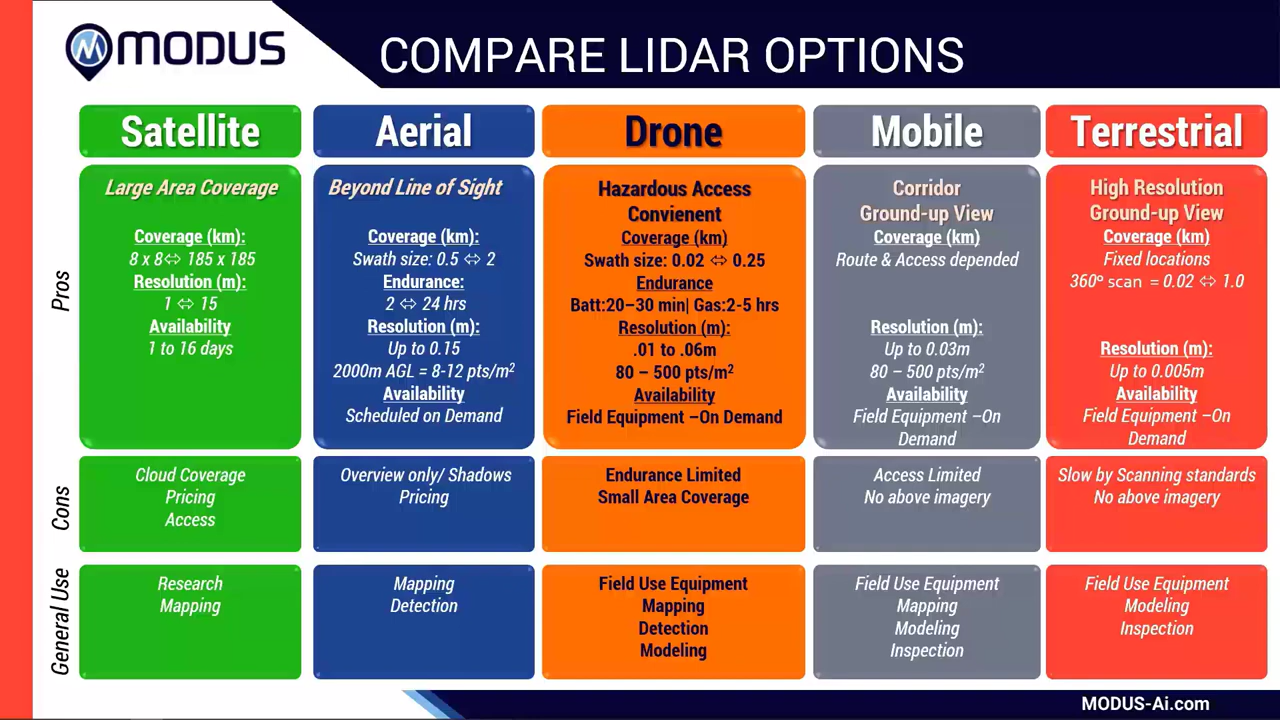 MODUS
COMPARE LIDAR OPTIONS
Satellite
Aerial
Drone
Mobile
Terrestrial
Pros
Large Area Coverage
Coverage (km):
8 x 8⇔ 185 x 185
Resolution (m):
1 ⇔ 15
Availability
1 to 16 days
Beyond Line of Sight
Coverage (km):
Swath size: 0.5 ⇔ 2
Endurance:
2 ⇔ 24 hrs
Resolution (m):
Up to 0.15
2000m AGL = 8-12 pts/m²
Availability
Scheduled on Demand
Hazardous Access
Convienent
Coverage (km)
Swath size: 0.02 ⇔ 0.25
Endurance
Batt:20–30 min| Gas:2-5 hrs
Resolution (m):
.01 to .06m
80 – 500 pts/m²
Availability
Field Equipment –On Demand
Corridor
Ground-up View
Coverage (km)
Route & Access depended
Resolution (m):
Up to 0.03m
80 – 500 pts/m²
Availability
Field Equipment –On
Demand
High Resolution
Ground-up View
Coverage (km)
Fixed locations
360º scan = 0.02 ⇔ 1.0
Resolution (m):
Up to 0.005m
Availability
Field Equipment –On
Demand
Cons
Cloud Coverage
Pricing
Access
Overview only/ Shadows
Pricing
Endurance Limited
Small Area Coverage
Access Limited
No above imagery
Slow by Scanning standards
No above imagery
General Use
Research
Mapping
Mapping
Detection
Field Use Equipment
Mapping
Detection
Modeling
Field Use Equipment
Mapping
Modeling
Inspection
Field Use Equipment
Modeling
Inspection
MODUS-Ai.com